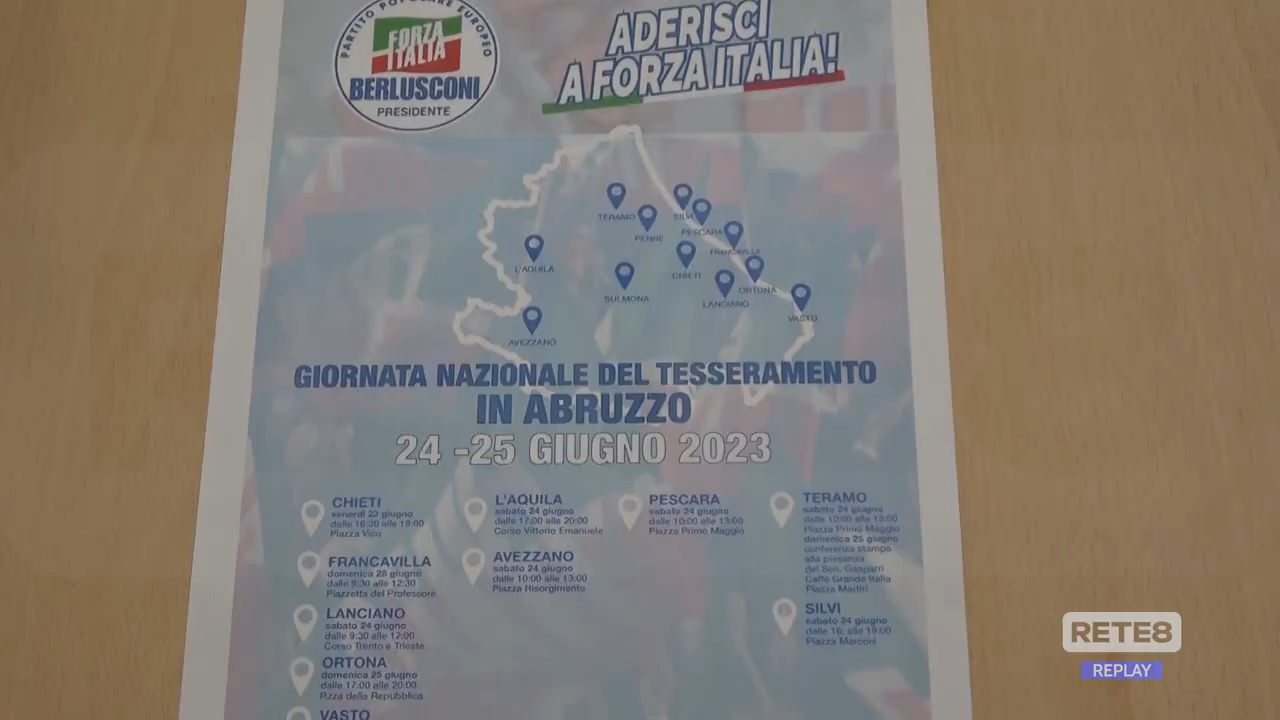 PARTITO POPOLARE EUROPEO
FORZA
ITALIA
BERLUSCONI
PRESIDENTE
ADERISCI
A FORZA ITALIA!
TERAMO
PENNE
SILVI
PESCARA
FRANCAVILLA
L'AQUILA
CHIETI
SULMONA
ORTONA
LANCIANO
VASTO
AVEZZANO
GIORNATA NAZIONALE DEL TESSERAMENTO
IN ABRUZZO
24 -25 GIUGNO 2023
CHIETI
venerdì 23 giugno
dalle 16:30 alle 19:00
Piazza Vico
FRANCAVILLA
domenica 25 giugno
dalle 9:30 alle 12:30
Piazzetta del Professore
LANCIANO
sabato 24 giugno
dalle 9:30 alle 12:00
Corso Trento e Trieste
ORTONA
domenica 25 giugno
dalle 17:00 alle 20:00
P.zza della Repubblica
VASTO
L'AQUILA
sabato 24 giugno
dalle 17:00 alle 20:00
Corso Vittorio Emanuele
AVEZZANO
sabato 24 giugno
dalle 10:00 alle 13:00
Piazza Risorgimento
PESCARA
sabato 24 giugno
dalle 10:00 alle 13:00
Piazza Primo Maggio
TERAMO
sabato 24 giugno
dalle 10:00 alle 13:00
Piazza Primo Maggio
domenica 25 giugno
conferenza stampa
alla presenza
del Sen. Gasparri
Caffè Grande Italia
Piazza Martiri
SILVI
sabato 24 giugno
dalle 16: alle 19:00
Piazza Marconi
RETE8
REPLAY